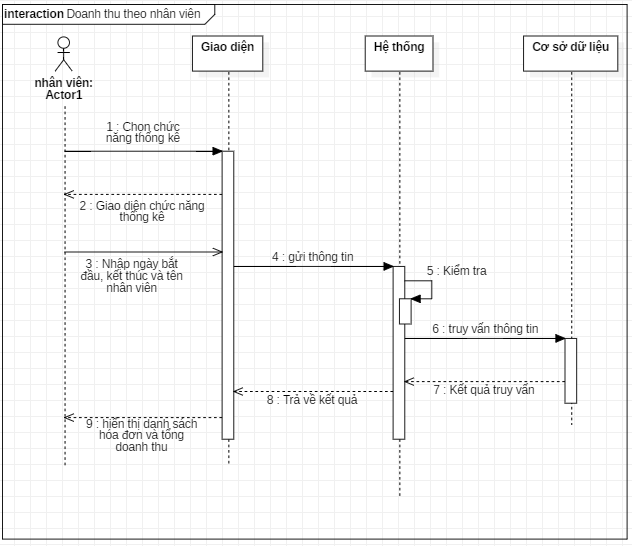 interaction Doanh thu theo nhân viên
Giao diện
Hệ thống
Cơ sở dữ liệu
nhân viên:
Actor1
1 : Chọn chức
năng thống kê
2 : Giao diện chức năng
thống kê
3 : Nhập ngày bắt
đầu, kết thúc và tên
nhân viên
4 : gửi thông tin
5 : Kiểm tra
6 : truy vấn thông tin
7 : Kết quả truy vấn
8 : Trả về kết quả
9 : hiển thị danh sách
hóa đơn và tổng
doanh thu